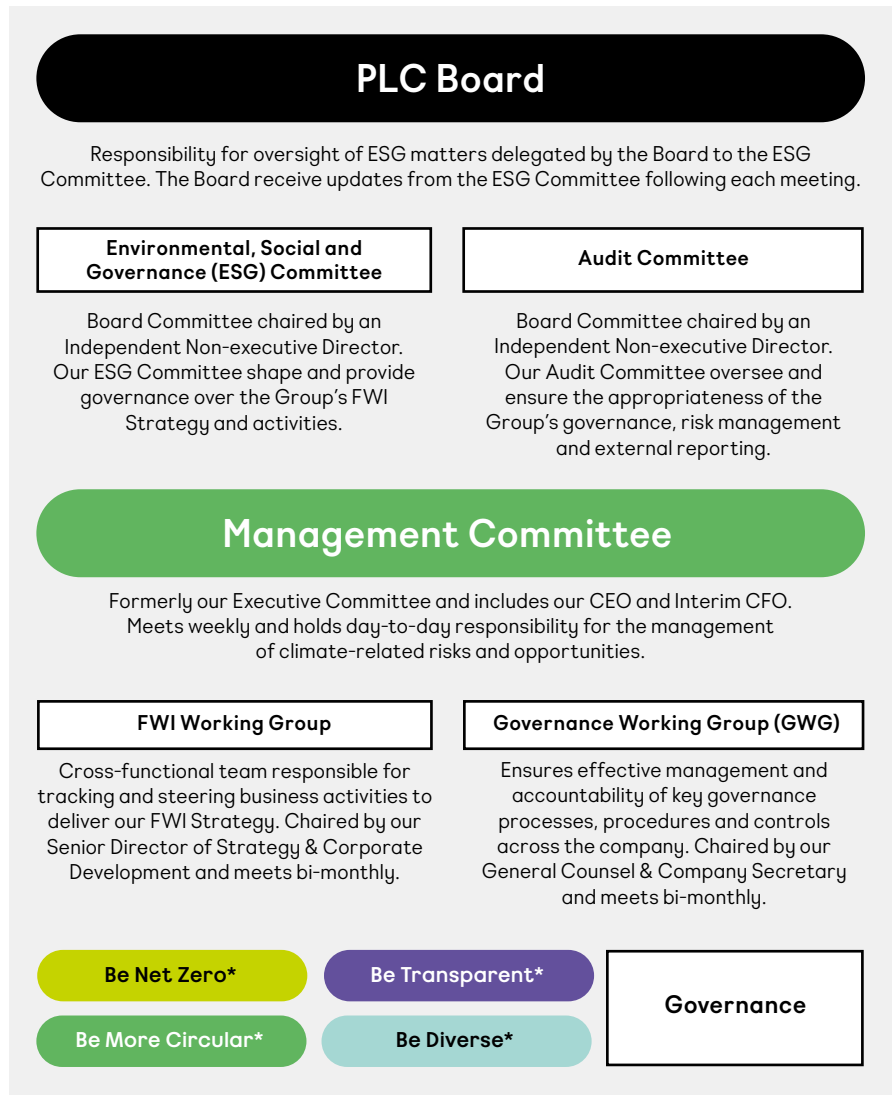 PLC Board
Responsibility for oversight of ESG matters delegated by the Board to the ESG
Committee. The Board receive updates from the ESG Committee following each meeting.
Environmental, Social and
Governance (ESG) Committee
Board Committee chaired by an
Independent Non-executive Director.
Our ESG Committee shape and provide
governance over the Group's FWI
Strategy and activities.
Audit Committee
Board Committee chaired by an
Independent Non-executive Director.
Our Audit Committee oversee and
ensure the appropriateness of the
Group's governance, risk management
and external reporting.
Management Committee
Formerly our Executive Committee and includes our CEO and Interim CFO.
Meets weekly and holds day-to-day responsibility for the management
of climate-related risks and opportunities.
FWI Working Group
Cross-functional team responsible for
tracking and steering business activities to
deliver our FWI Strategy. Chaired by our
Senior Director of Strategy & Corporate
Development and meets bi-monthly.
Governance Working Group (GWG)
Ensures effective management and
accountability of key governance
processes, procedures and controls
across the company. Chaired by our
General Counsel & Company Secretary
and meets bi-monthly.
Be Net Zero*
Be Transparent*
Be More Circular*
Be Diverse*
Governance